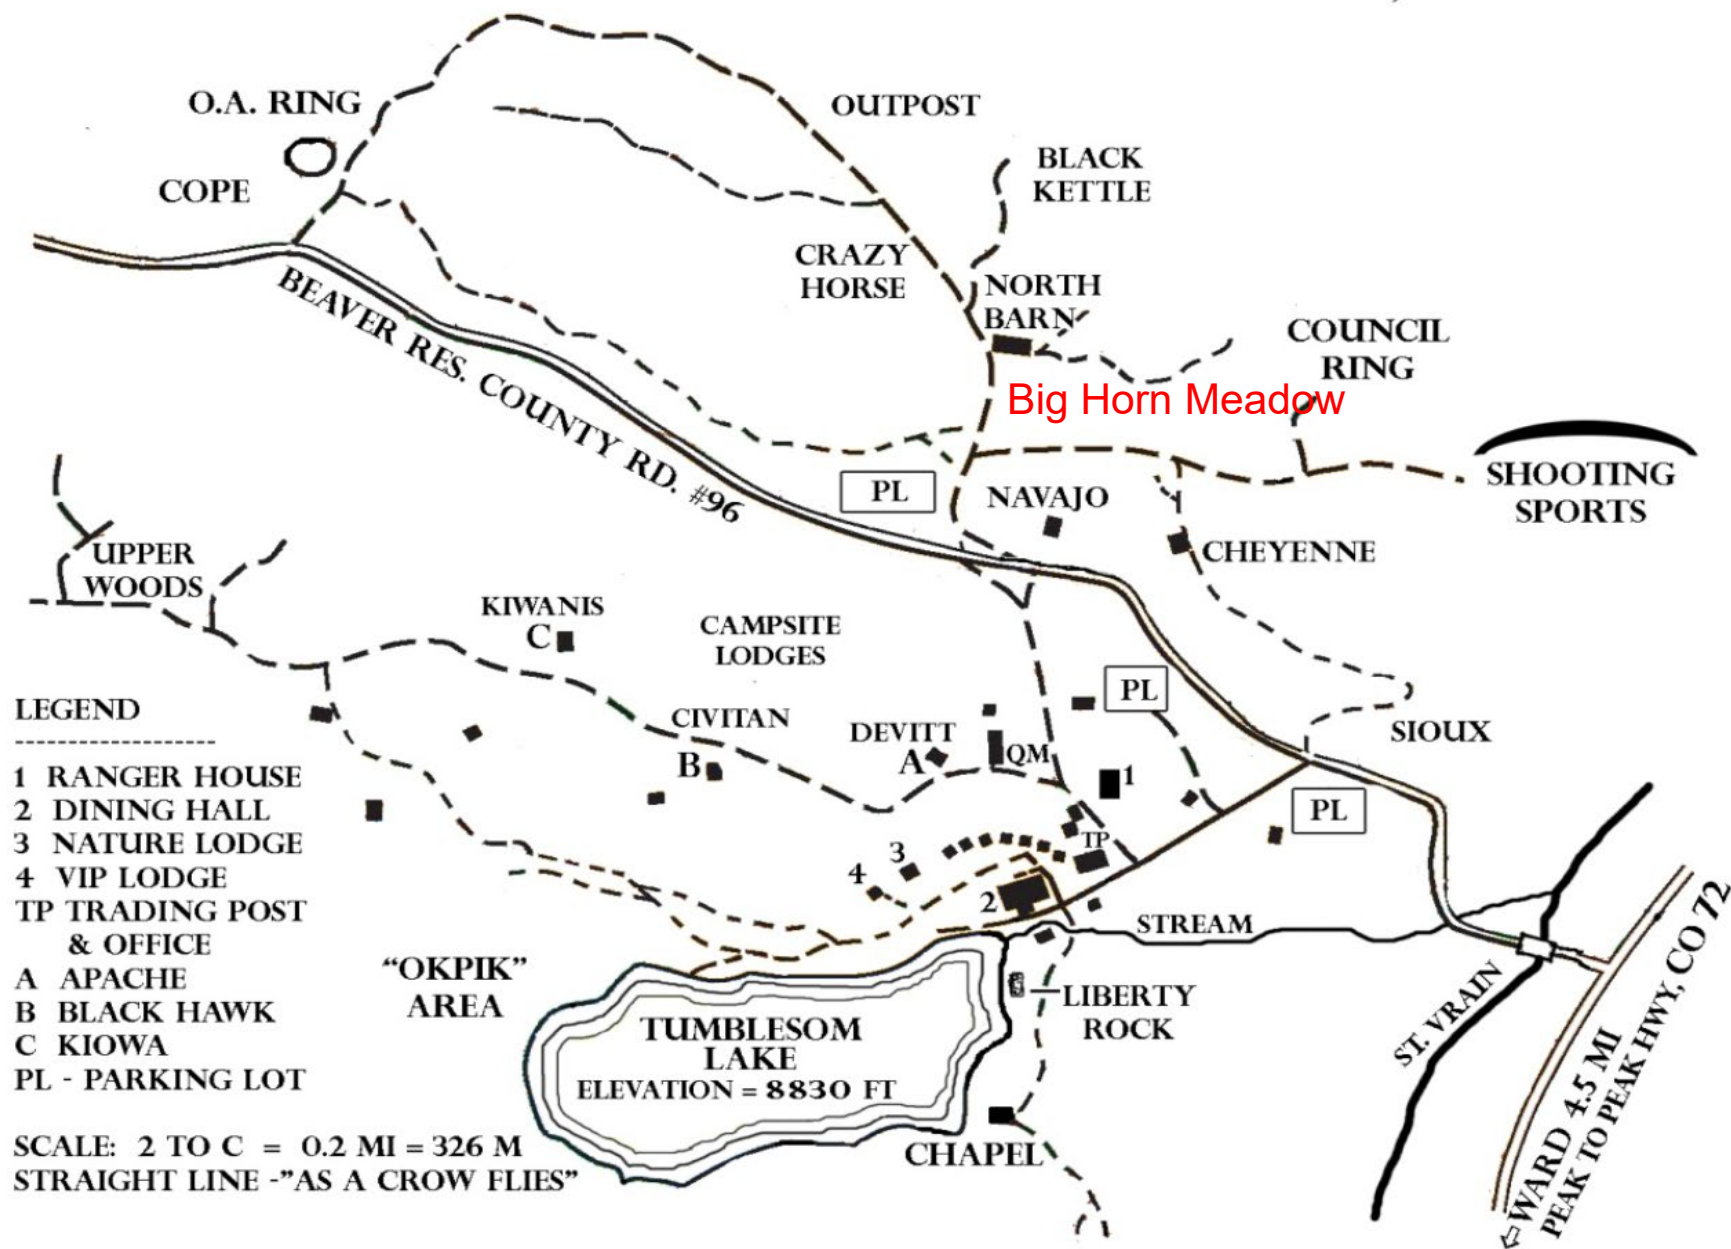 O.A. RING
OUTPOST
BLACK
KETTLE
COPE
CRAZY
HORSE
NORTH
BARN
COUNCIL
RING
BEAVER RES. COUNTY RD. #96
Big Horn Meadow
PL
NAVAJO
SHOOTING
SPORTS
CHEYENNE
UPPER
WOODS
KIWANIS
C
CAMPSITE
LODGES
PL
CIVITAN
B
DEVITT
A
QM
SIOUX
1
PL
TP
3
4
2
STREAM
LEGEND
-------------------
1 RANGER HOUSE
2 DINING HALL
3 NATURE LODGE
4 VIP LODGE
TP TRADING POST
& OFFICE
A APACHE
B BLACK HAWK
C KIOWA
PL - PARKING LOT
"OKPIK"
AREA
LIBERTY
ROCK
TUMBLESOM
LAKE
ELEVATION = 8830 FT
CHAPEL
ST. VRAIN
WARD 4.5 MI
PEAK TO PEAK HWY, CO 72
SCALE: 2 TO C = 0.2 MI = 326 M
STRAIGHT LINE -"AS A CROW FLIES"